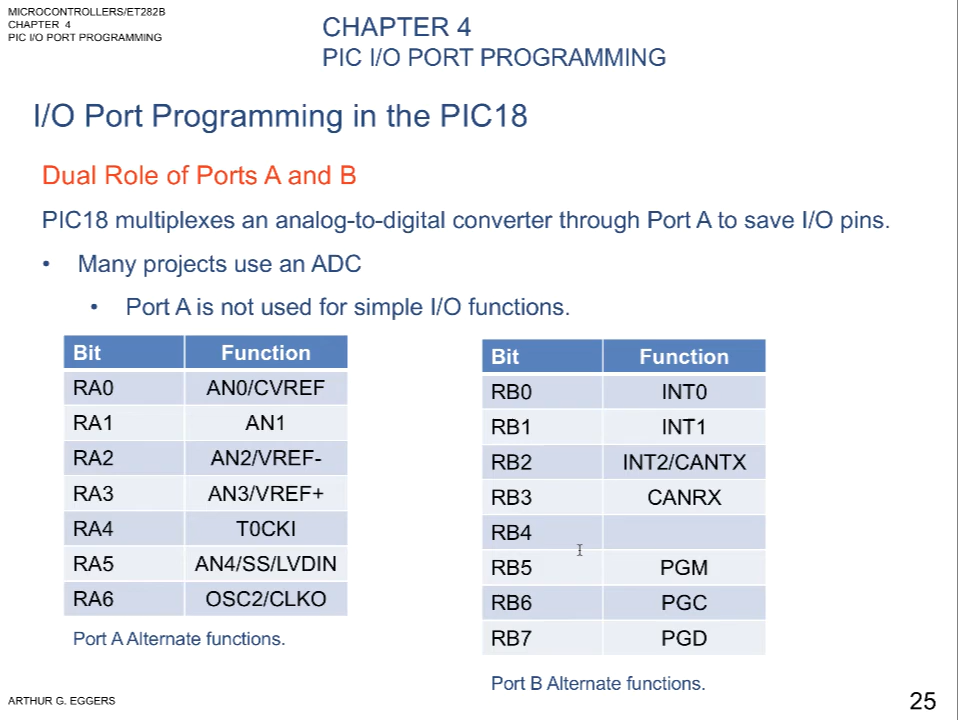 MICROCONTROLLERS/ET282B
CHAPTER 4
PIC I/O PORT PROGRAMMING
CHAPTER 4
PIC I/O PORT PROGRAMMING
I/O Port Programming in the PIC18
Dual Role of Ports A and B
PIC18 multiplexes an analog-to-digital converter through Port A to save I/O pins.
• Many projects use an ADC
• Port A is not used for simple I/O functions.
Bit Function
RA0 AN0/CVREF
RA1 AN1
RA2 AN2/VREF-
RA3 AN3/VREF+
RA4 T0CKI
RA5 AN4/SS/LVDIN
RA6 OSC2/CLKO
Port A Alternate functions.
Bit Function
RB0 INT0
RB1 INT1
RB2 INT2/CANTX
RB3 CANRX
RB4
RB5 PGM
RB6 PGC
RB7 PGD
Port B Alternate functions.
ARTHUR G. EGGERS
25